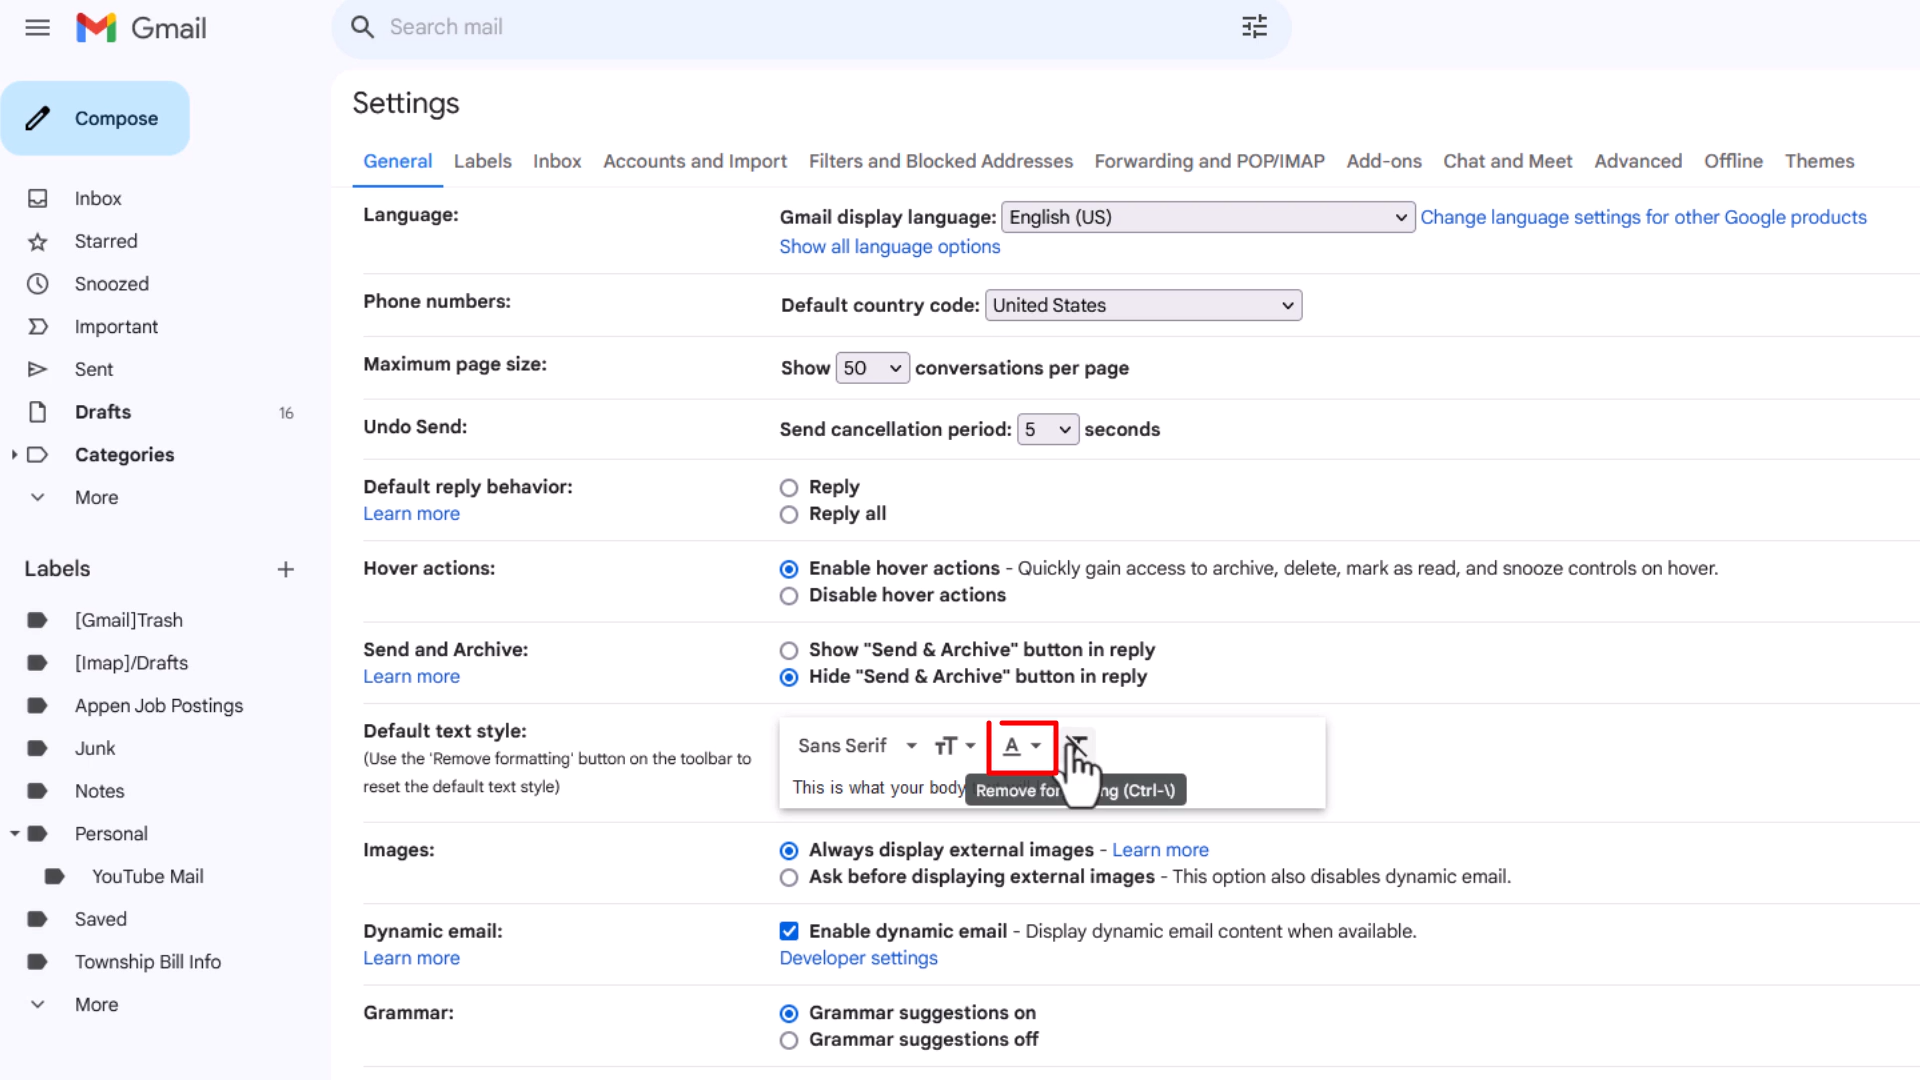 Gmail
Search mail
Compose
Inbox
Starred
Snoozed
Important
Sent
Drafts 16
Categories
More
Labels
[Gmail]Trash
[Imap]/Drafts
Appen Job Postings
Junk
Notes
Personal
YouTube Mail
Saved
Township Bill Info
More
Settings
General Labels Inbox Accounts and Import Filters and Blocked Addresses Forwarding and POP/IMAP Add-ons Chat and Meet Advanced Offline Themes
Language:
Gmail display language: English (US) Change language settings for other Google products
Show all language options
Phone numbers:
Default country code: United States
Maximum page size:
Show 50 conversations per page
Undo Send:
Send cancellation period: 5 seconds
Default reply behavior:
Learn more
Reply
Reply all
Hover actions:
Enable hover actions - Quickly gain access to archive, delete, mark as read, and snooze controls on hover.
Disable hover actions
Send and Archive:
Learn more
Show "Send & Archive" button in reply
Hide "Send & Archive" button in reply
Default text style:
(Use the 'Remove formatting' button on the toolbar to
reset the default text style)
Sans Serif TT A
This is what your body
Remove for ng (Ctrl-\)
Images:
Always display external images - Learn more
Ask before displaying external images - This option also disables dynamic email.
Dynamic email:
Learn more
Enable dynamic email - Display dynamic email content when available.
Developer settings
Grammar:
Grammar suggestions on
Grammar suggestions off